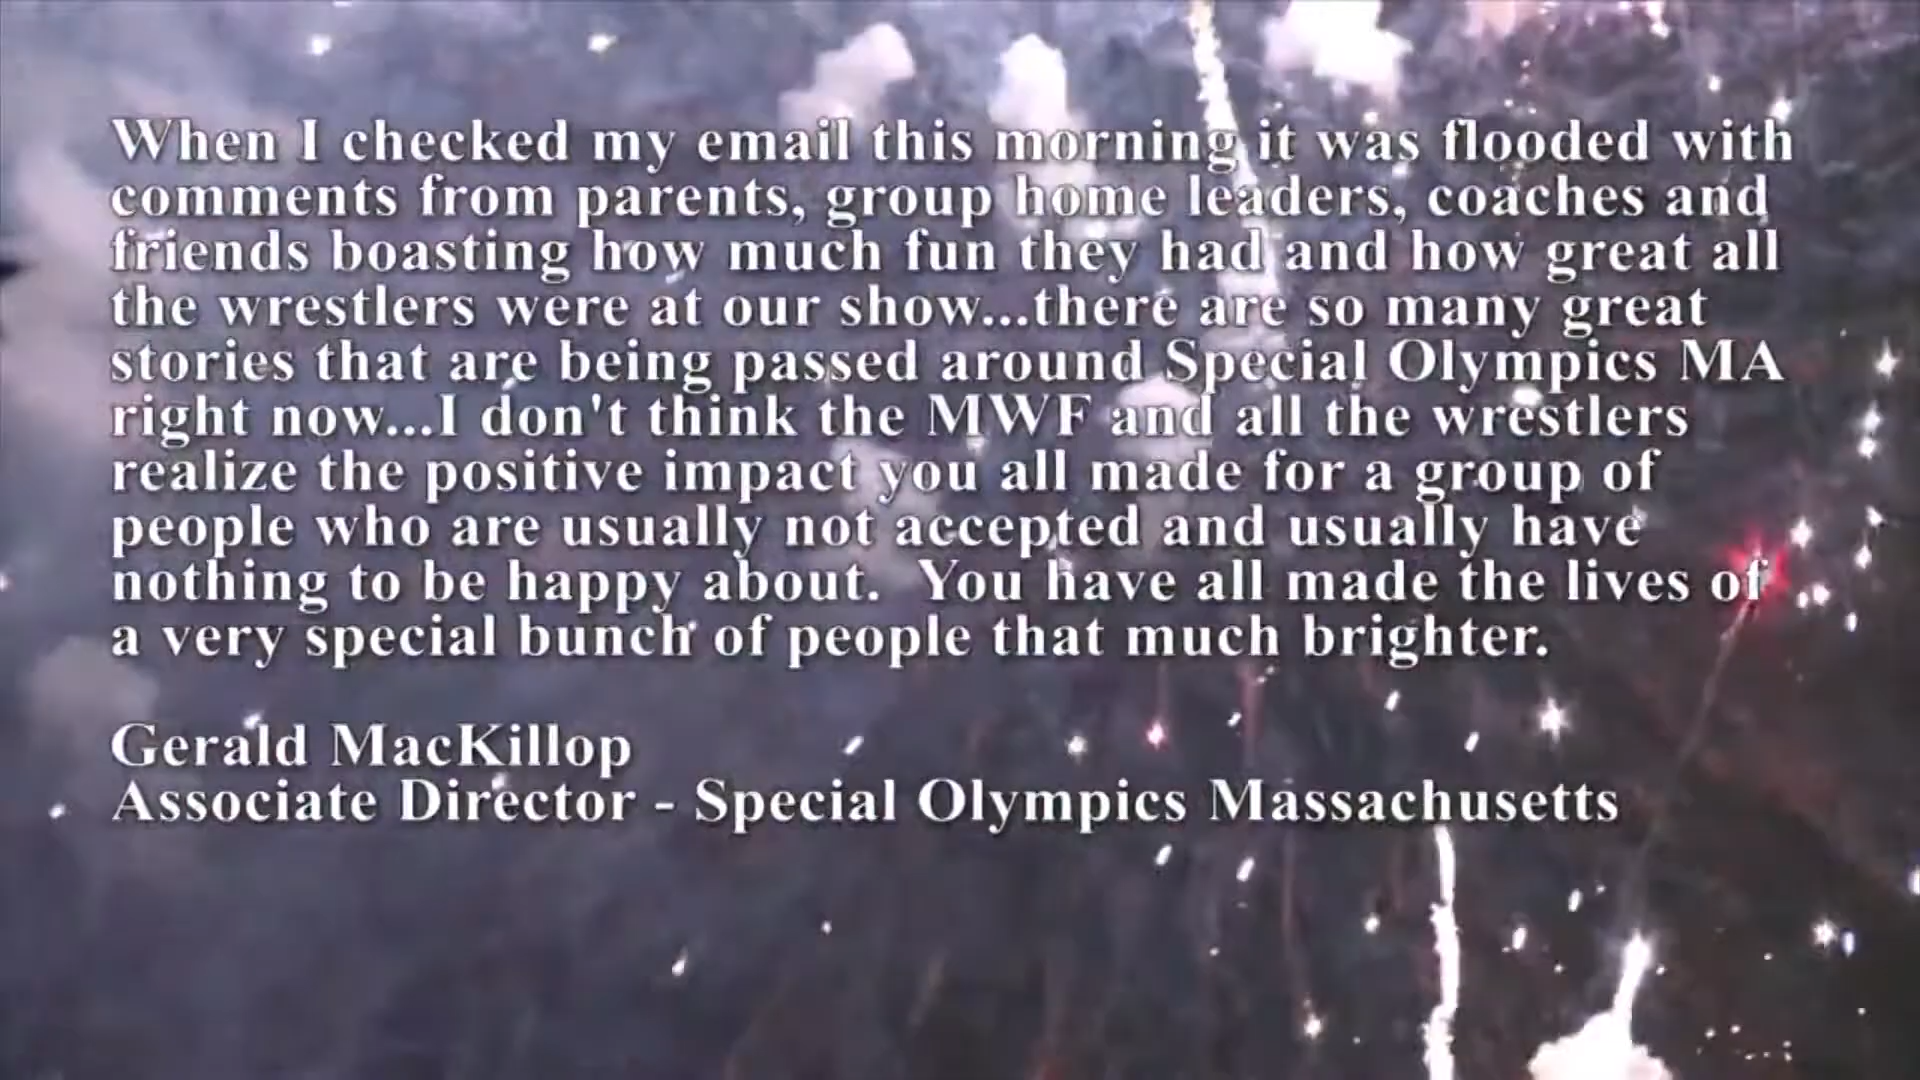 When I checked my email this morning it was flooded with
comments from parents, group home leaders, coaches and
friends boasting how much fun they had and how great all
the wrestlers were at our show...there are so many great
stories that are being passed around Special Olympics MA
right now...I don't think the MWF and all the wrestlers
realize the positive impact you all made for a group of
people who are usually not accepted and usually have
nothing to be happy about.  You have all made the lives of
a very special bunch of people that much brighter.
Gerald MacKillop
Associate Director - Special Olympics Massachusetts